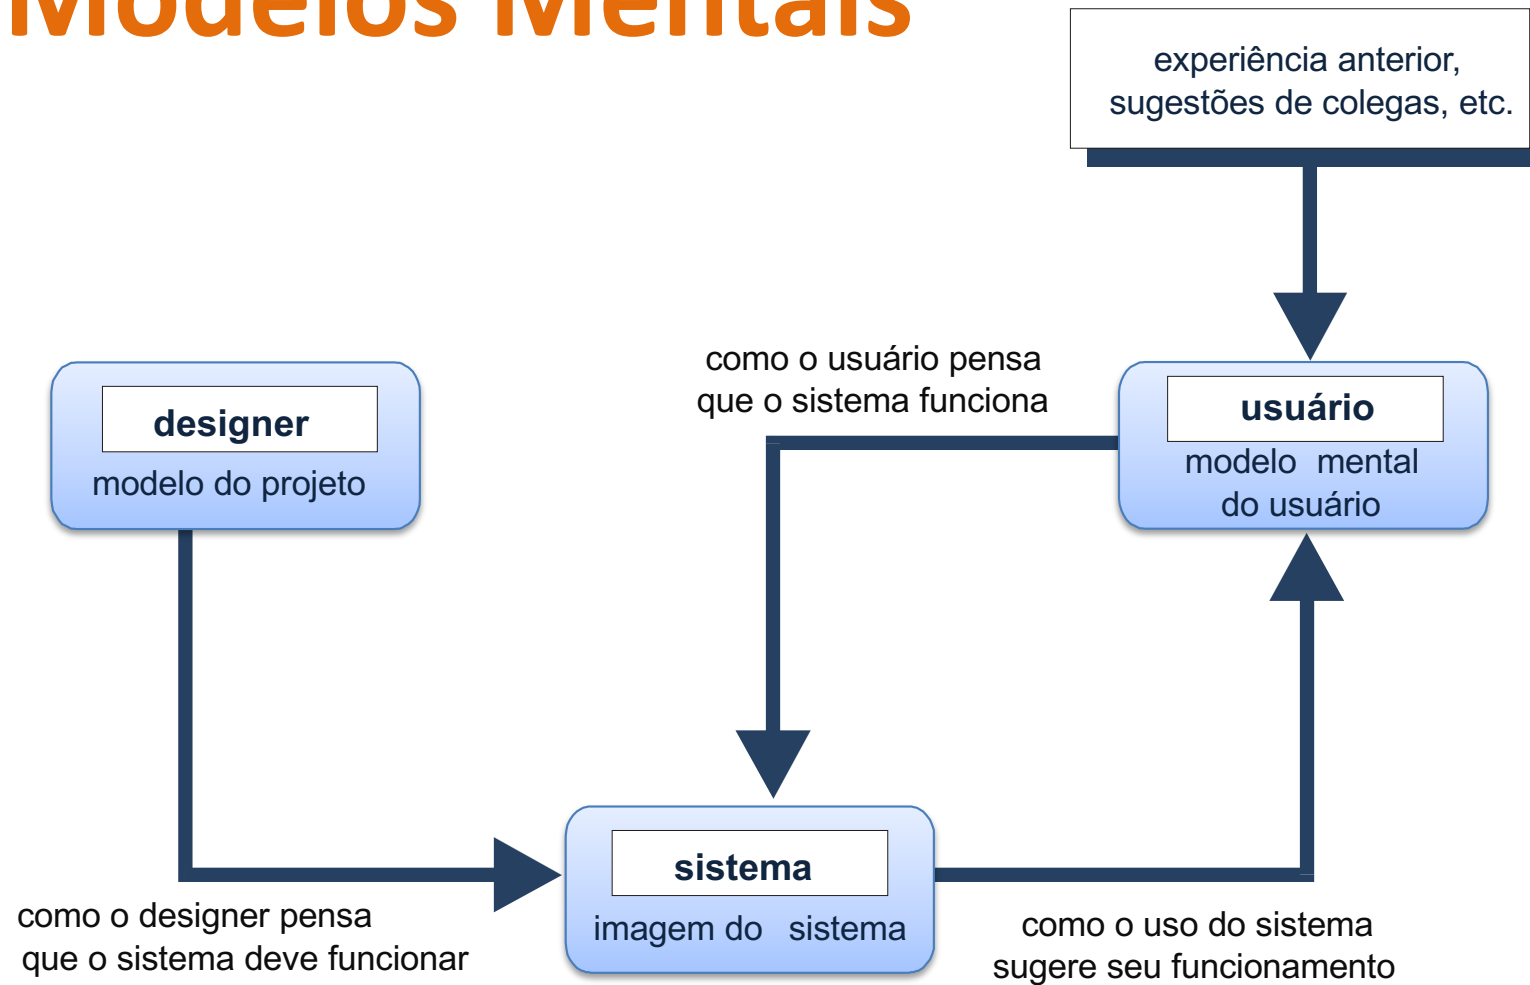 Modelos Mentais
experiência anterior,
sugestões de colegas, etc.
como o usuário pensa
que o sistema funciona
designer
modelo do projeto
usuário
modelo mental
do usuário
sistema
imagem do sistema
como o designer pensa
que o sistema deve funcionar
como o uso do sistema
sugere seu funcionamento